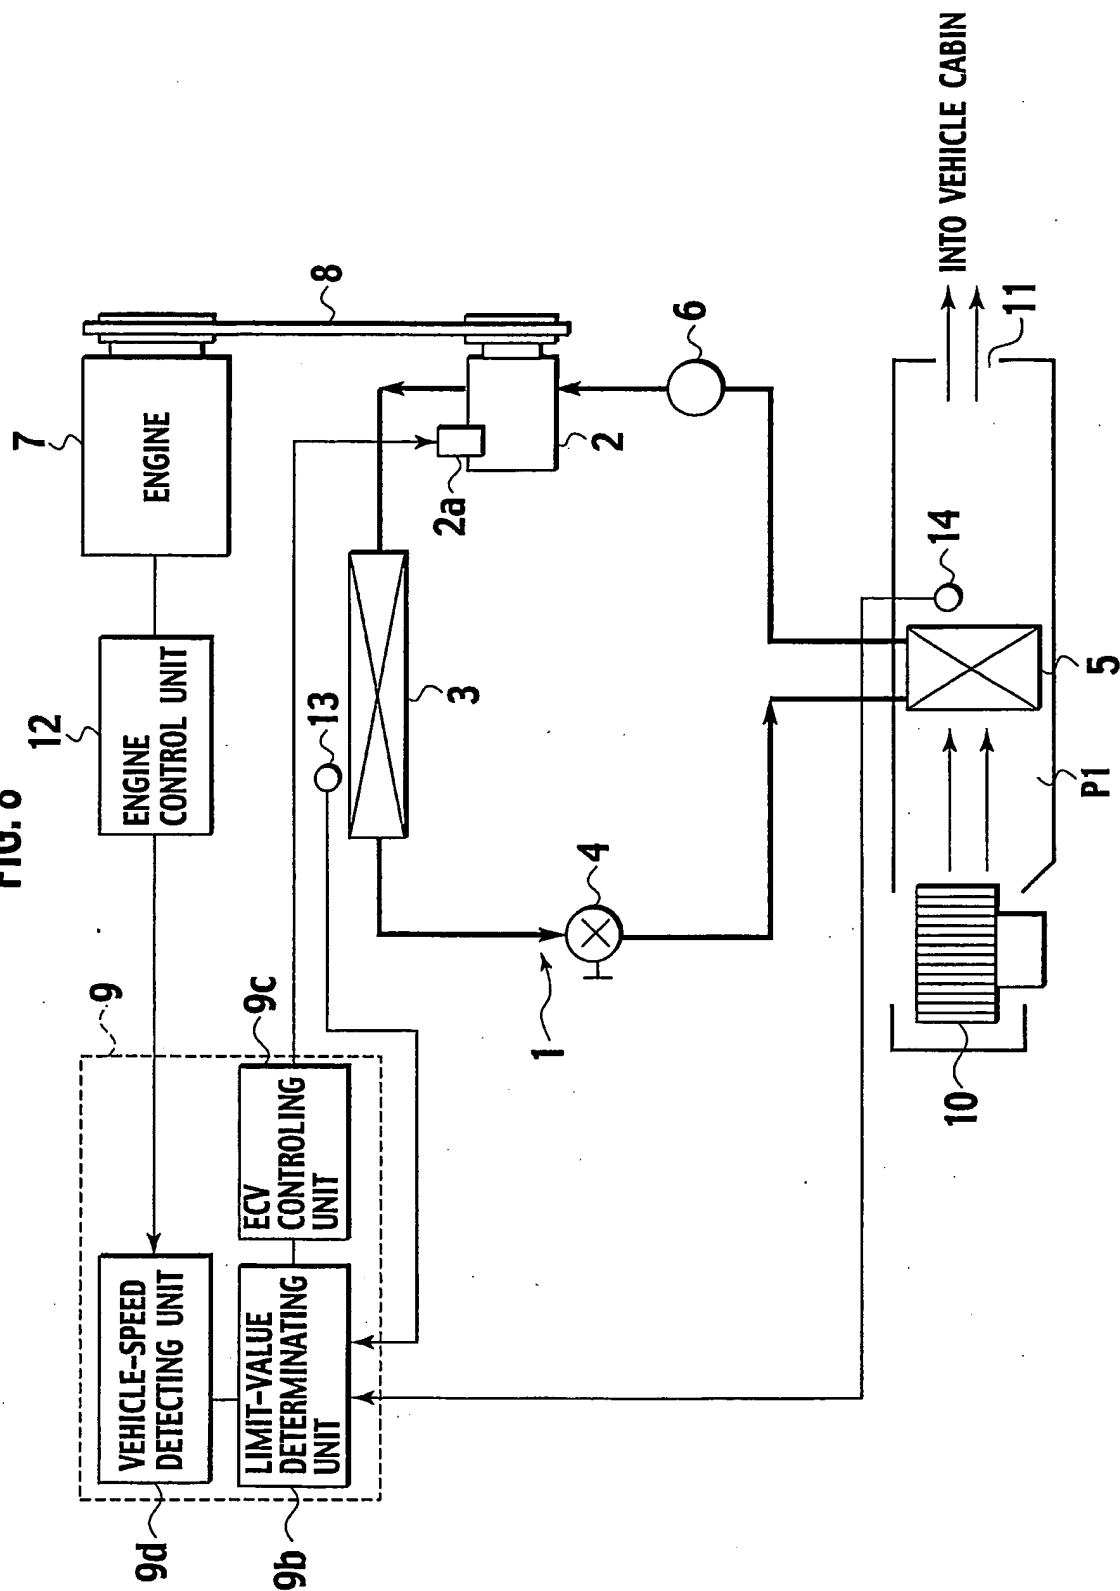 FIG.
9d
VEHICLE-SPEED
DETECTING UNIT
9
12
ENGINE
CONTROL UNIT
7
ENGINE
9b
LIMIT-VALUE
DETERMINATING
UNIT
9c
ECV
CONTROLING
UNIT
13
8
3
2a
2
1
4
6
10
P1
5
14
11
INTO VEHICLE CABIN